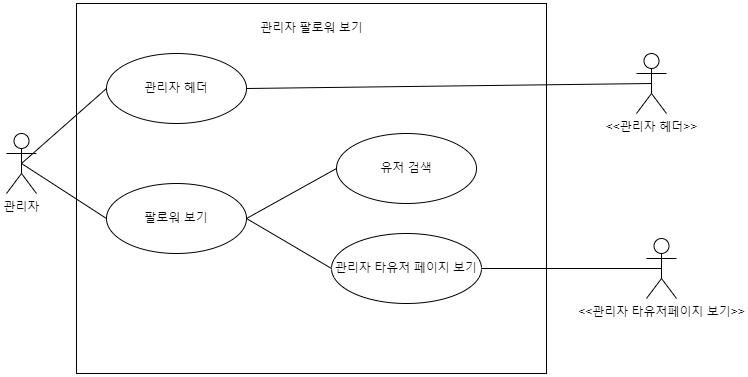 관리자 팔로워 보기
관리자 헤더
<<관리자 헤더>>
유저 검색
관리자
팔로워 보기
관리자 타유저 페이지 보기
<<관리자 타유저페이지 보기>>